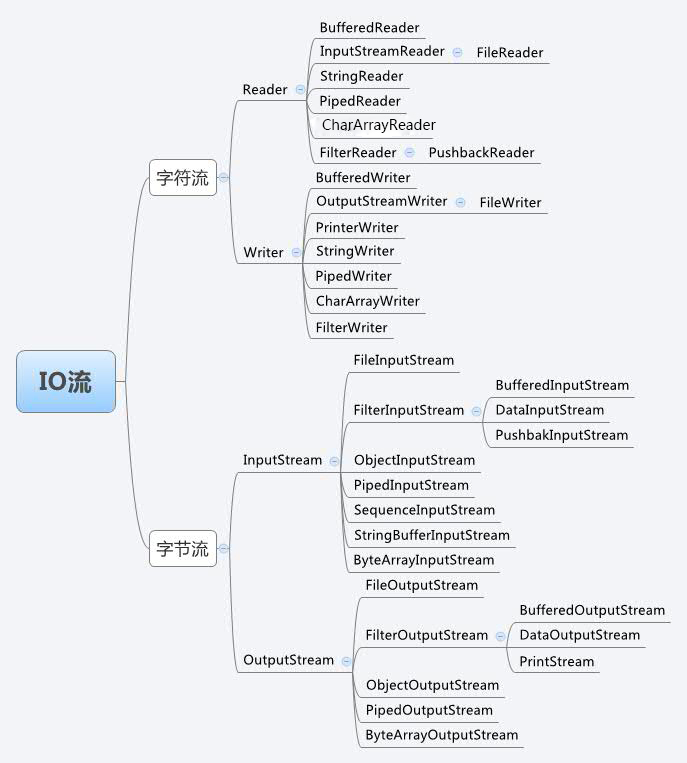 IO流
字符流
Reader
BufferedReader
InputStreamReader
FileReader
StringReader
PipedReader
CharArrayReader
FilterReader
PushbackReader
Writer
BufferedWriter
OutputStreamWriter
FileWriter
PrinterWriter
StringWriter
PipedWriter
CharArrayWriter
FilterWriter
字节流
InputStream
FileInputStream
FilterInputStream
BufferedInputStream
DataInputStream
PushbakInputStream
ObjectInputStream
PipedInputStream
SequenceInputStream
StringBufferInputStream
ByteArrayInputStream
OutputStream
FileOutputStream
FilterOutputStream
BufferedOutputStream
DataOutputStream
PrintStream
ObjectOutputStream
PipedOutputStream
ByteArrayOutputStream